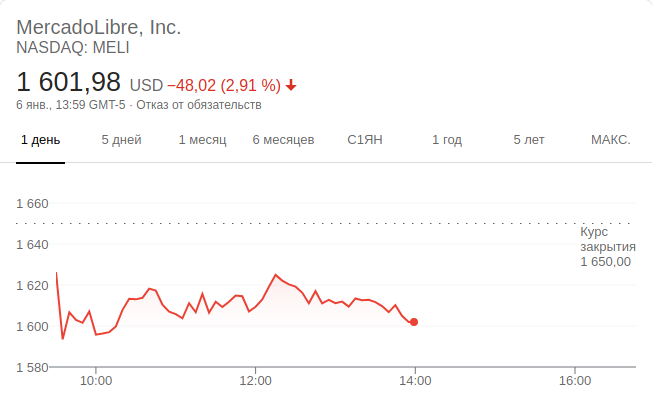 MercadoLibre, Inc.
NASDAQ: MELI
1 601,98 USD −48,02 (2,91 %)
6 янв., 13:59 GMT-5 · Отказ от обязательств
1 день 5 дней 1 месяц 6 месяцев С1ЯН 1 год 5 лет МАКС.
1 660
Курс
закрытия
1 650,00
1 640
1 620
1 600
1 580
10:00 12:00 14:00 16:00